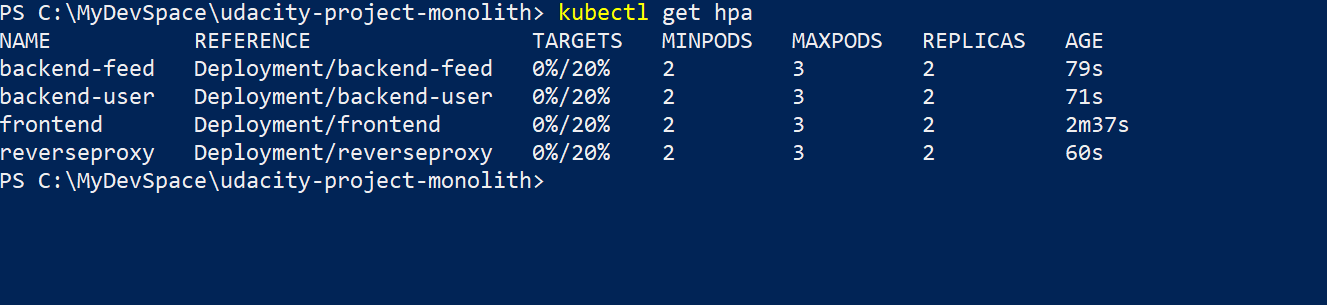 PS C:\MyDevSpace\udacity-project-monolith> kubectl get hpa
NAME REFERENCE TARGETS MINPODS MAXPODS REPLICAS AGE
backend-feed Deployment/backend-feed 0%/20% 2 3 2 79s
backend-user Deployment/backend-user 0%/20% 2 3 2 71s
frontend Deployment/frontend 0%/20% 2 3 2 2m37s
reverseproxy Deployment/reverseproxy 0%/20% 2 3 2 60s
PS C:\MyDevSpace\udacity-project-monolith>